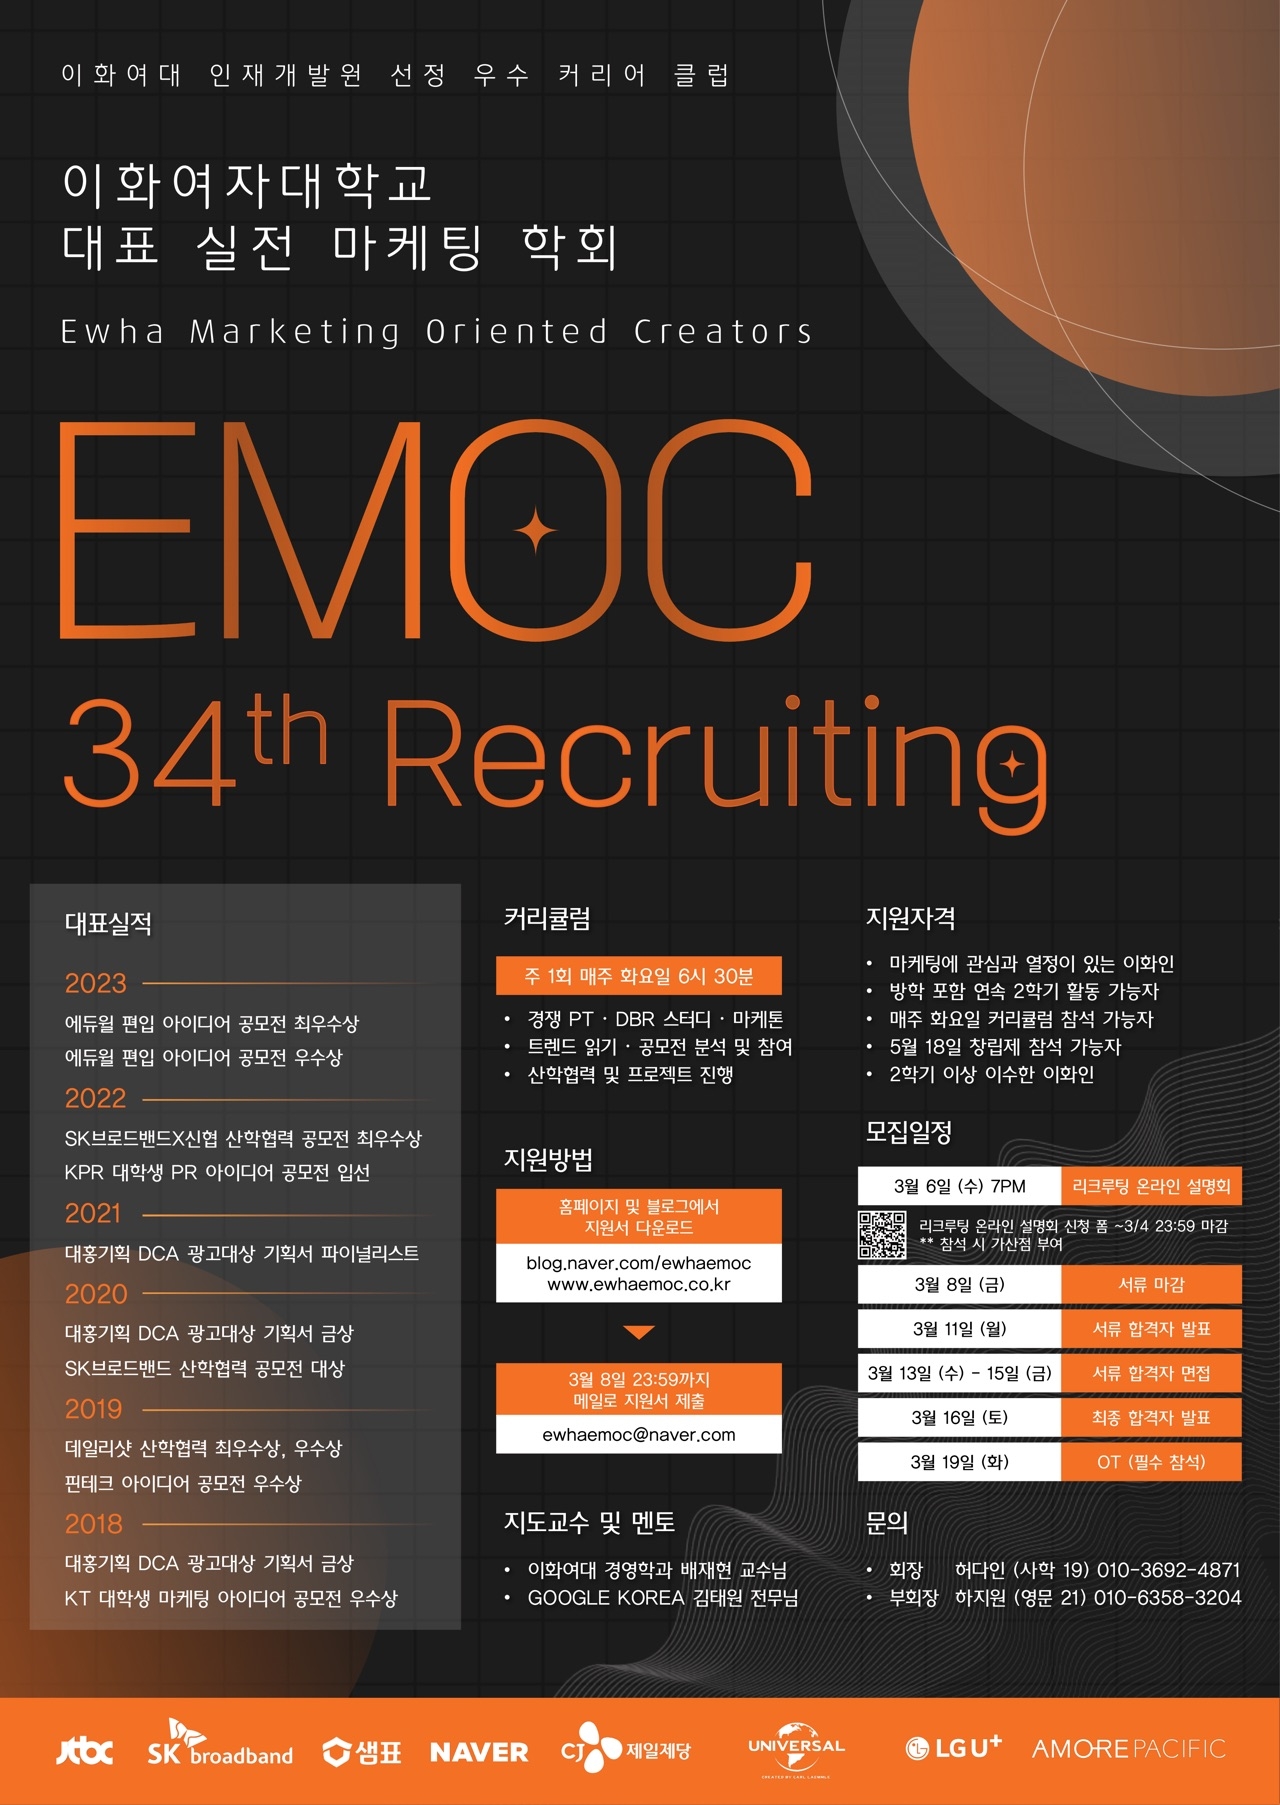 이화여대 인재개발원 선정 우수 커리어 클럽
이화여자대학교
대표 실전 마케팅 학회
Ewha Marketing Oriented Creators
EMOC
34th Recruiting
대표실적
2023
에듀윌 편입 아이디어 공모전 최우수상
에듀윌 편입 아이디어 공모전 우수상
2022
SK브로드밴드X신협 산학협력 공모전 최우수상
KPR 대학생 PR 아이디어 공모전 입선
2021
대홍기획 DCA 광고대상 기획서 파이널리스트
2020
대홍기획 DCA 광고대상 기획서 금상
SK브로드밴드 산학협력 공모전 대상
2019
데일리샷 산학협력 최우수상, 우수상
핀테크 아이디어 공모전 우수상
2018
대홍기획 DCA 광고대상 기획서 금상
KT 대학생 마케팅 아이디어 공모전 우수상
커리큘럼
주 1회 매주 화요일 6시 30분
• 경쟁 PT · DBR 스터디 · 마케톤
• 트렌드 읽기 · 공모전 분석 및 참여
• 산학협력 및 프로젝트 진행
지원방법
홈페이지 및 블로그에서
지원서 다운로드
blog.naver.com/ewhaemoc
www.ewhaemoc.co.kr
3월 8일 23:59까지
메일로 지원서 제출
ewhaemoc@naver.com
지도교수 및 멘토
• 이화여대 경영학과 배재현 교수님
• GOOGLE KOREA 김태원 전무님
지원자격
• 마케팅에 관심과 열정이 있는 이화인
• 방학 포함 연속 2학기 활동 가능자
• 매주 화요일 커리큘럼 참석 가능자
• 5월 18일 창립제 참석 가능자
• 2학기 이상 이수한 이화인
모집일정
3월 6일 (수) 7PM 리크루팅 온라인 설명회
리크루팅 온라인 설명회 신청 폼 ~3/4 23:59 마감
** 참석 시 가산점 부여
3월 8일 (금) 서류 마감
3월 11일 (월) 서류 합격자 발표
3월 13일 (수) - 15일 (금) 서류 합격자 면접
3월 16일 (토) 최종 합격자 발표
3월 19일 (화) OT (필수 참석)
문의
• 회장 허다인 (사학 19) 010-3692-4871
• 부회장 하지원 (영문 21) 010-6358-3204
jtbc SK broadband 샘표 NAVER CJ 제일제당 UNIVERSAL LG U+ AMOREPACIFIC